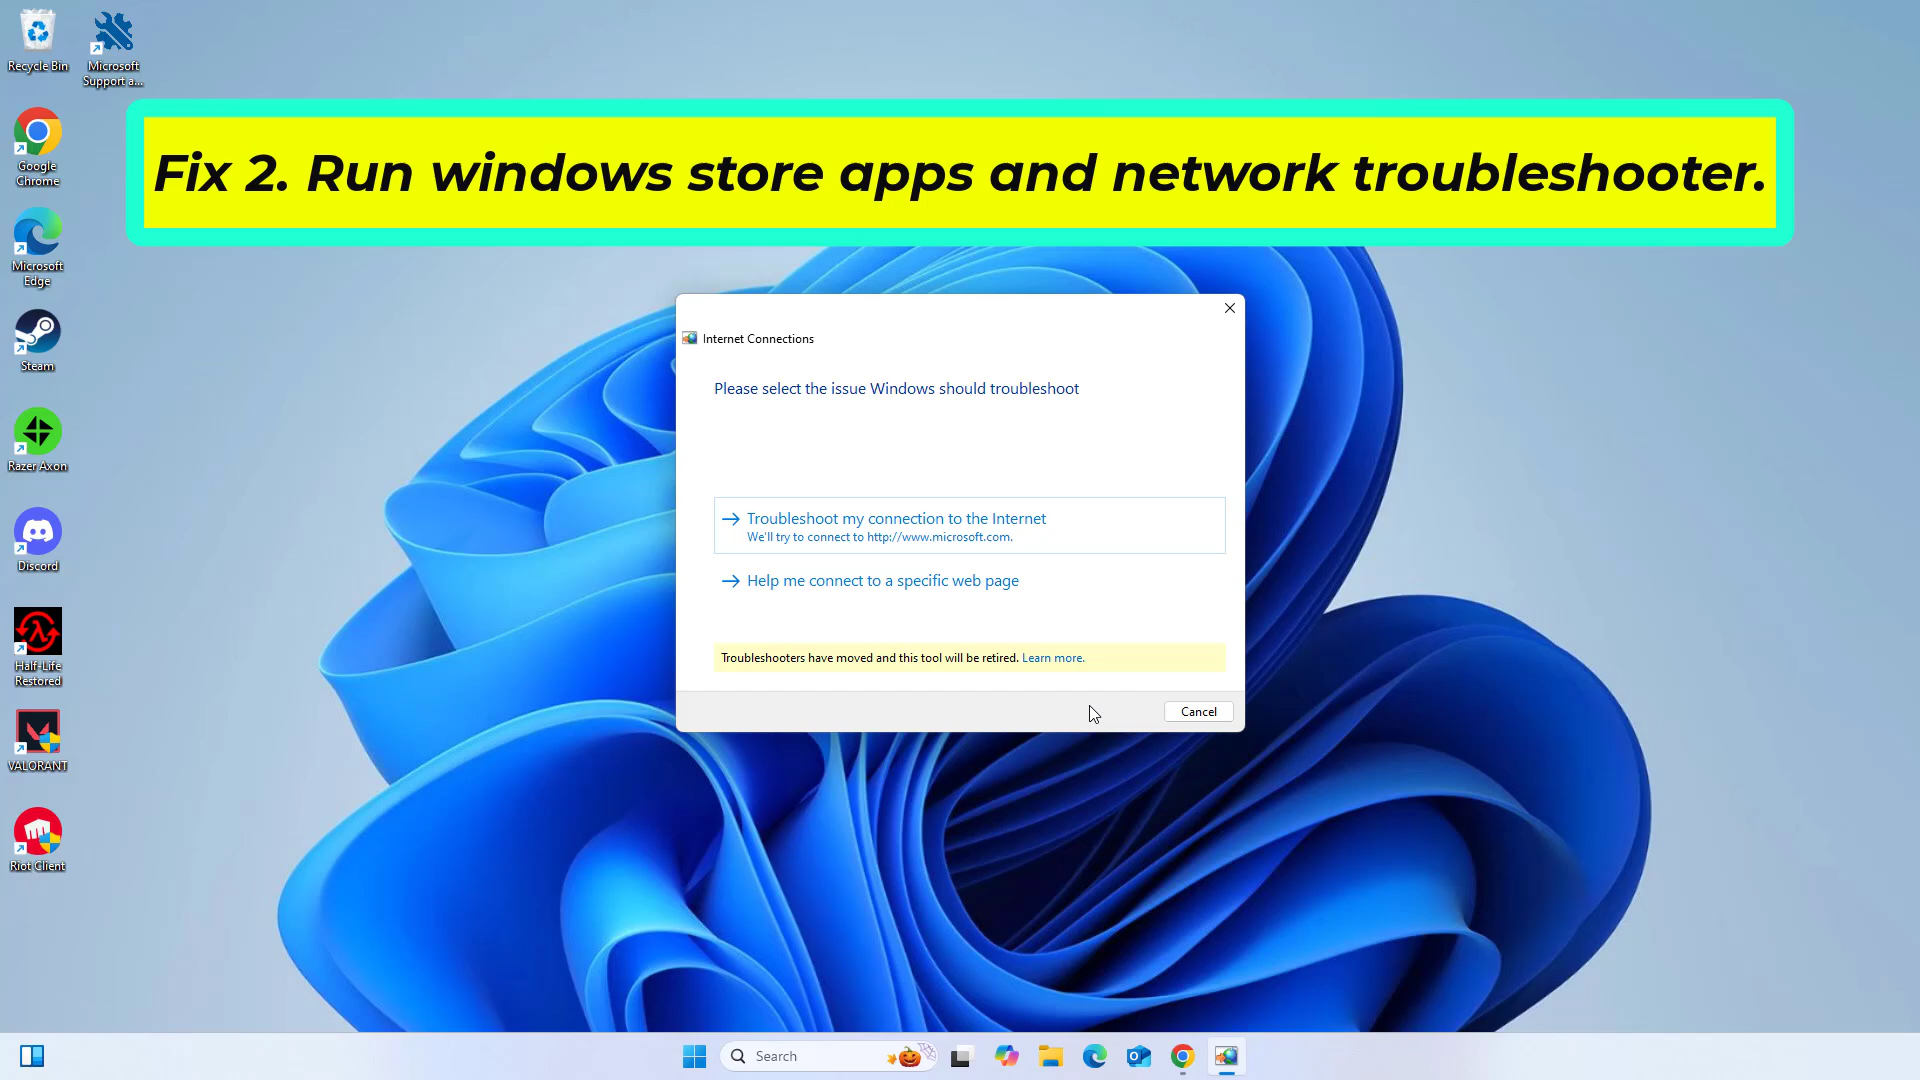 Recycle Bin
Microsoft
Support a...
Google
Chrome
Microsoft
Edge
Steam
Razer Axon
Discord
Half-Life
Restored
VALORANT
Riot Client
Fix 2. Run windows store apps and network troubleshooter.
Internet Connections
Please select the issue Windows should troubleshoot
Troubleshoot my connection to the Internet
We'll try to connect to http://www.microsoft.com.
Help me connect to a specific web page
Troubleshooters have moved and this tool will be retired. Learn more.
Cancel
Search